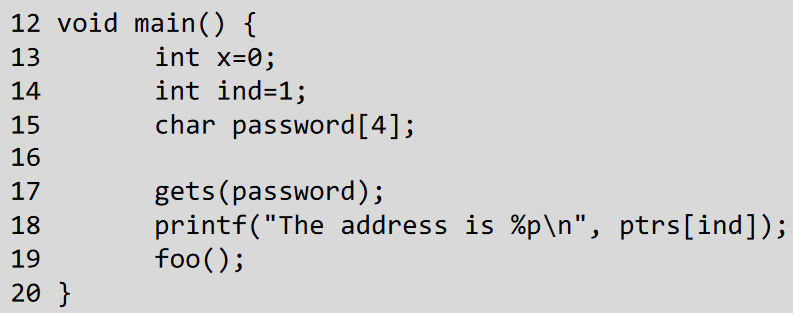 12 void main() {
13 int x=0;
14 int ind=1;
15 char password[4];
16
17 gets(password);
18 printf("The address is %p\n", ptrs[ind]);
19 foo();
20 }